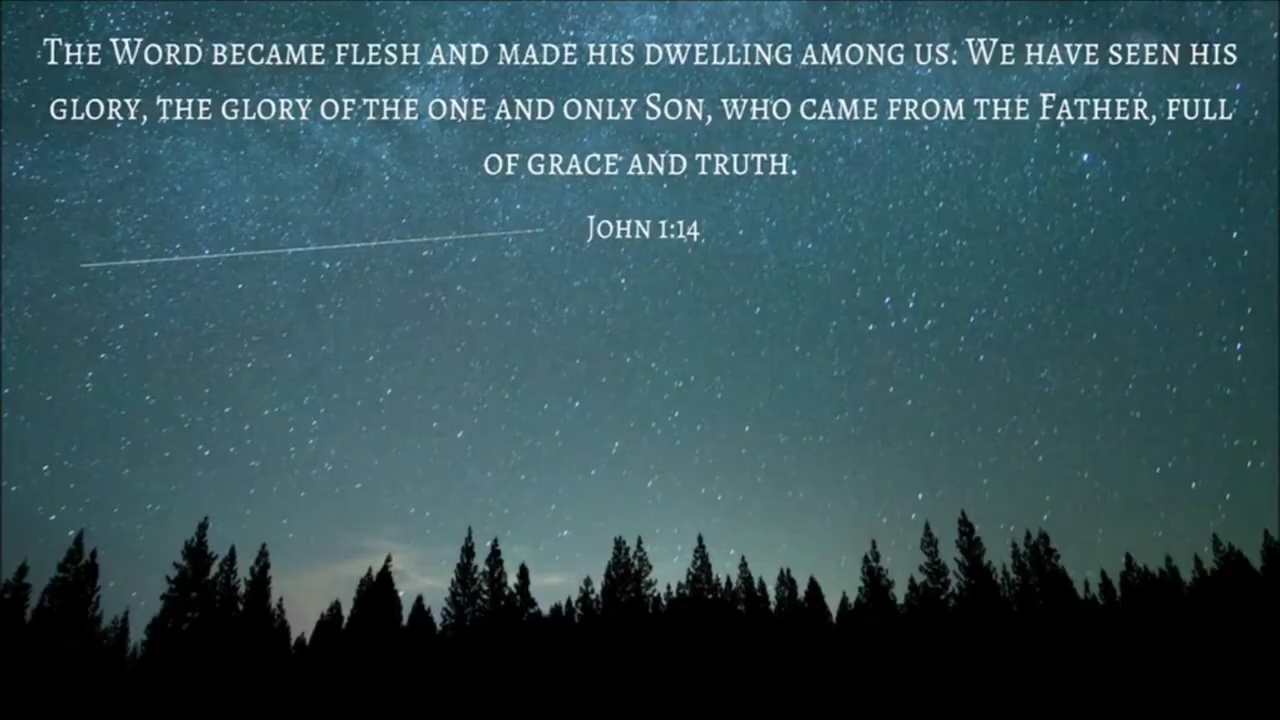 The Word became flesh and made his dwelling among us. We have seen his
glory, the glory of the one and only Son, who came from the Father, full
of grace and truth.
John 1:14